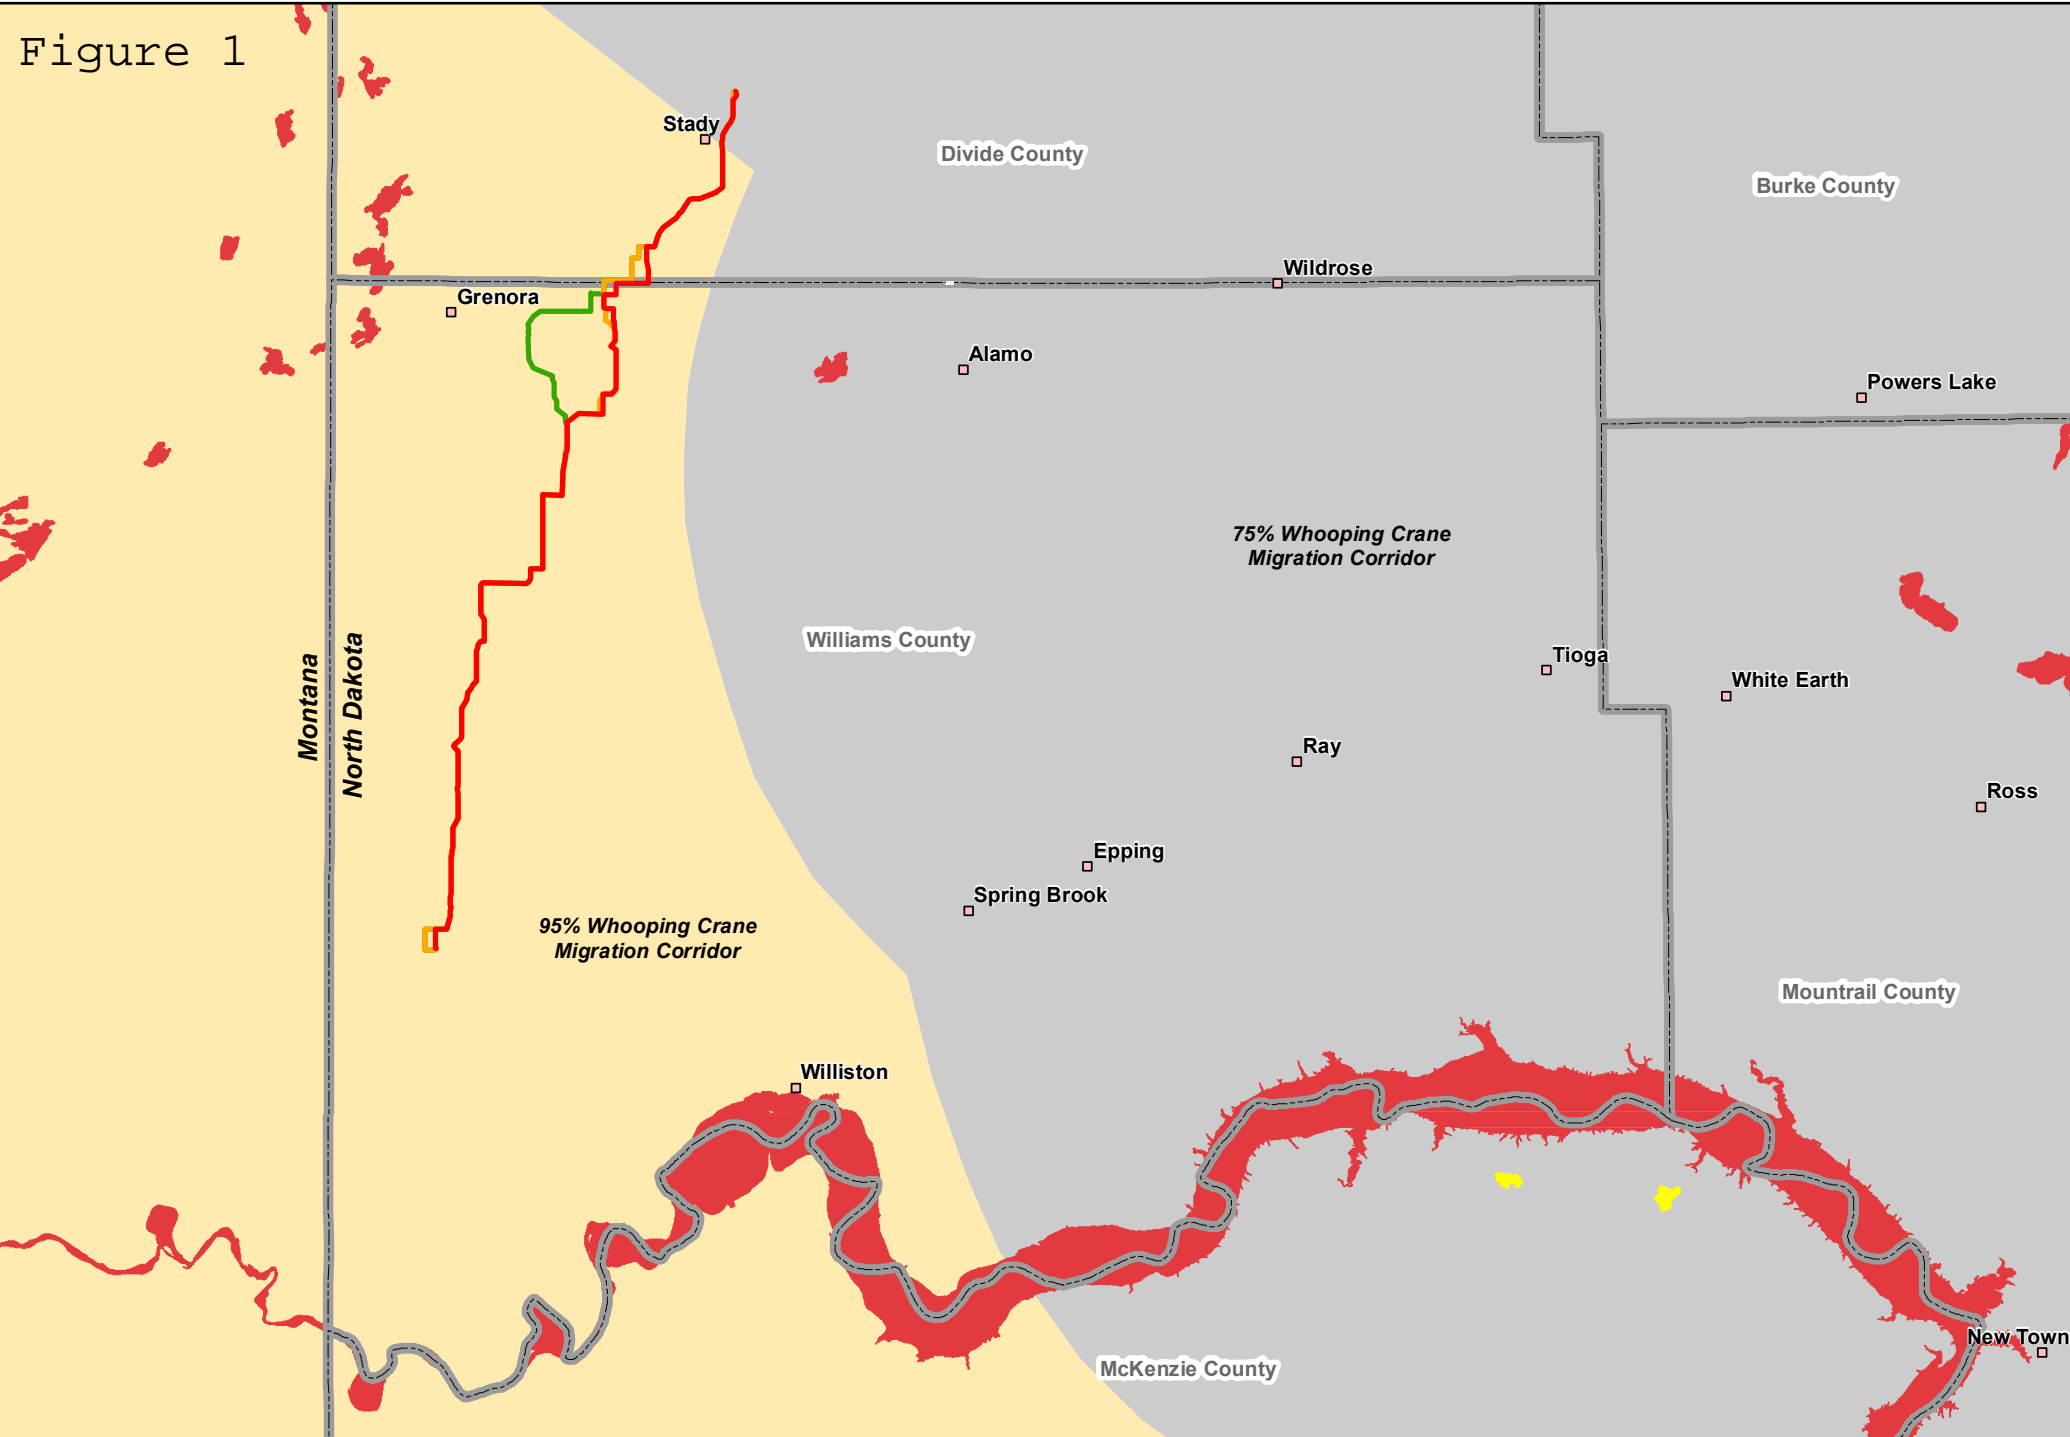 Figure 1
Stady
Divide County
Burke County
Wildrose
Grenora
Alamo
Powers Lake
75% Whooping Crane
Migration Corridor
Williams County
Tioga
White Earth
Montana
North Dakota
Ray
Ross
Epping
Spring Brook
95% Whooping Crane
Migration Corridor
Mountrail County
Williston
New Town
McKenzie County